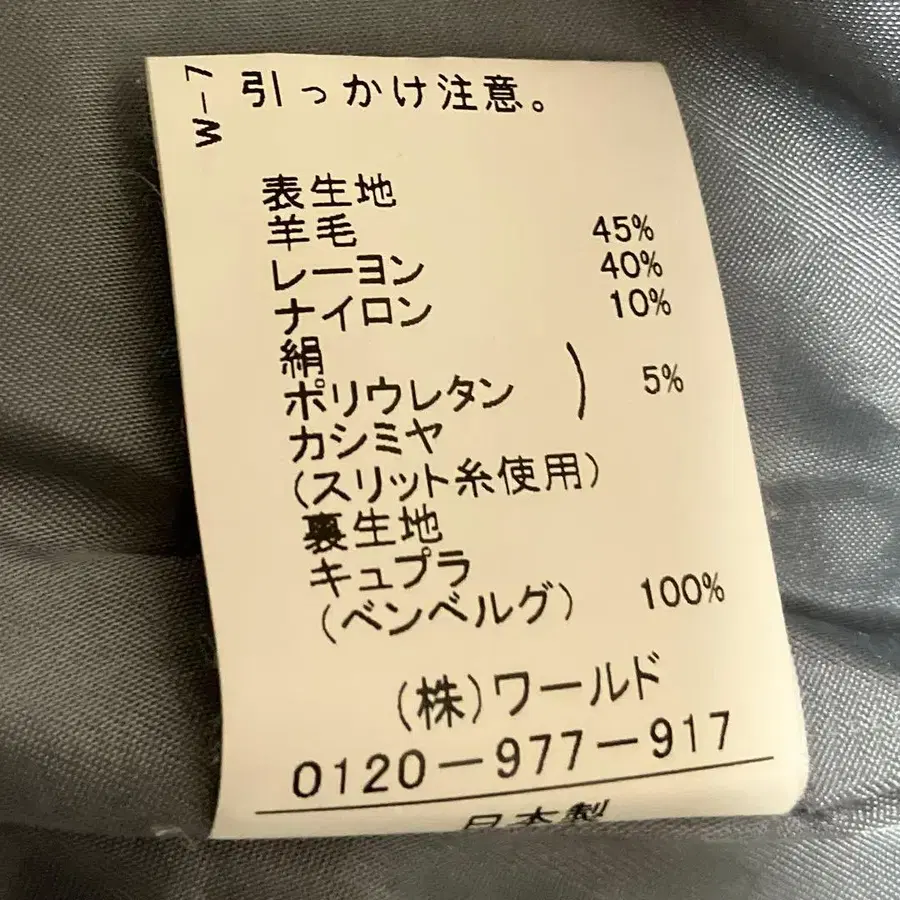 W-7
引っかけ注意。
表生地
羊毛 45%
レーヨン 40%
ナイロン 10%
絹
ポリウレタン ) 5%
カシミヤ
(スリット糸使用)
裏生地
キュプラ
(ベンベルグ) 100%
(株)ワールド
0120-977-917
日本製